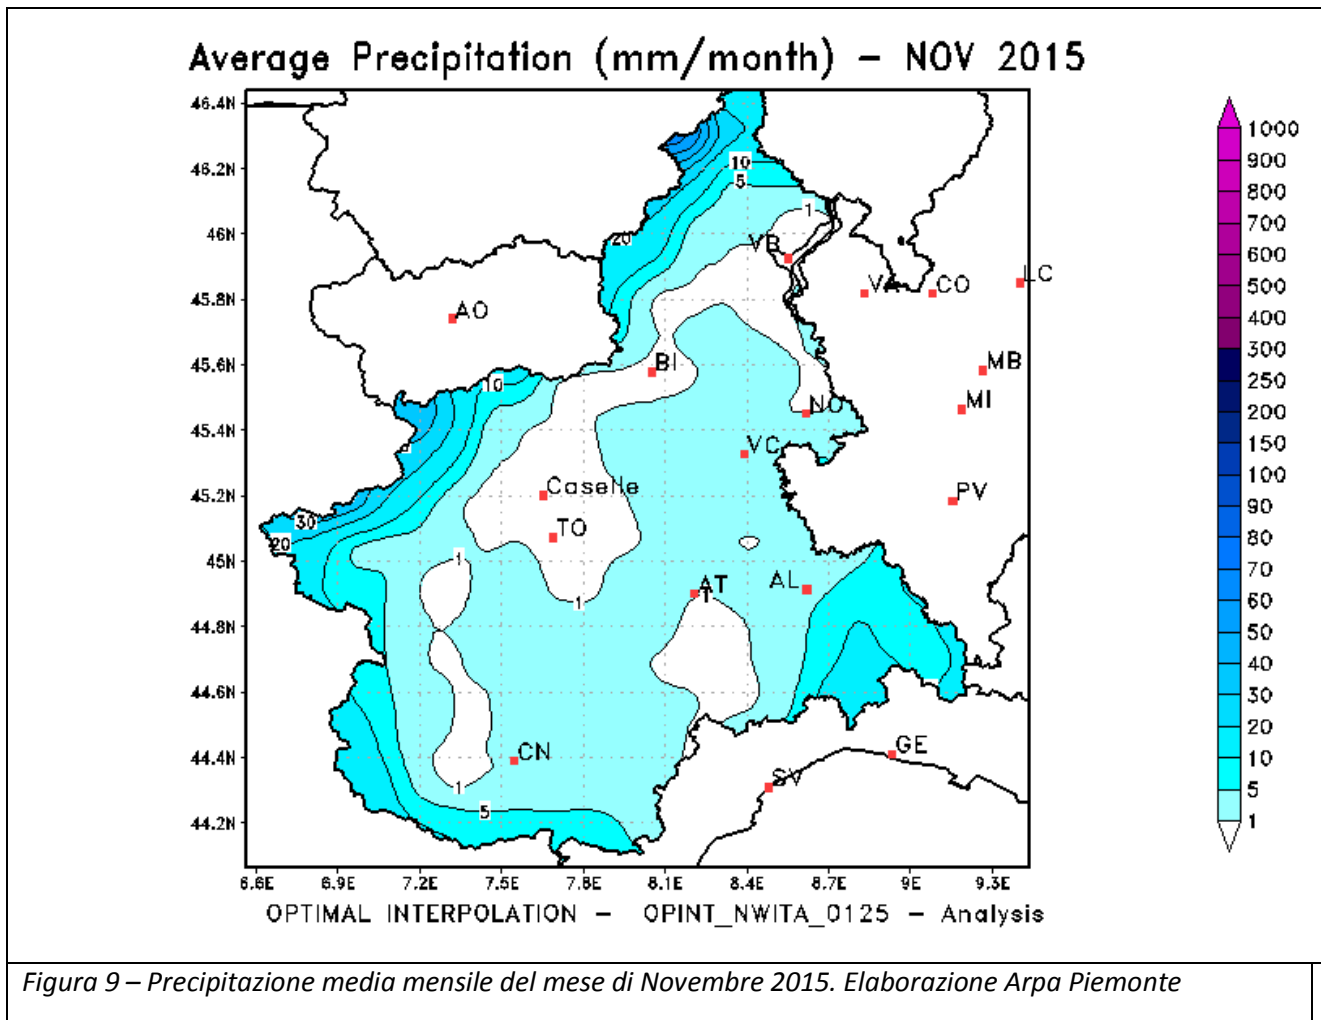 Average Precipitation (mm/month) – NOV 2015
46.4N
46.2N
46N
45.8N
45.6N
45.4N
45.2N
45N
44.8N
44.6N
44.4N
44.2N
6.6E 6.9E 7.2E 7.5E 7.8E 8.1E 8.4E 8.7E 9E 9.3E
10
5
1
20
VB
VA
CO
LC
AO
BI
MB
10
NO
MI
VC
Caselle
PV
30
TO
20
1
1
AT
1
AL
CN
GE
SV
1
5
1000
900
800
700
600
500
400
300
250
200
150
100
90
80
70
60
50
40
30
20
10
5
1
OPTIMAL INTERPOLATION – OPINT_NWITA_0125 – Analysis
Figura 9 – Precipitazione media mensile del mese di Novembre 2015. Elaborazione Arpa Piemonte